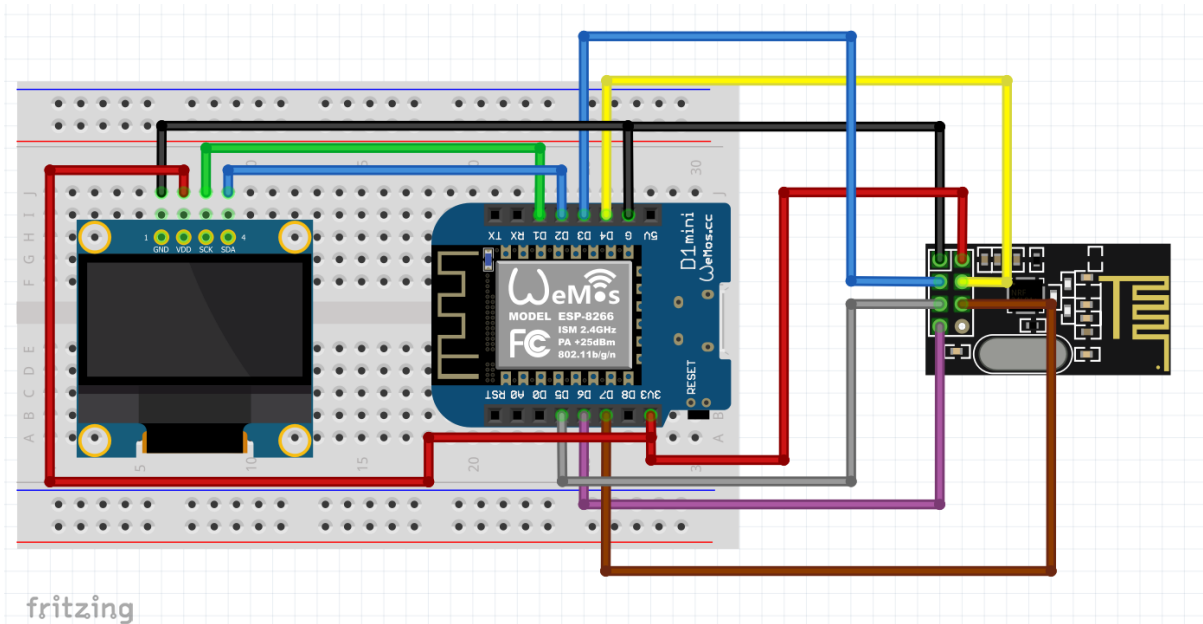 30
J
I
H
G
F
E
D
C
B
A
J
B
A
5
10
15
20
1
4
GND VDD SCK SDA
TX RX D1 D2 D3 D4 G 5V
D1 mini
WeMos.cc
WeMos
MODEL ESP-8266
ISM 2.4GHz
PA +25dBm
802.11b/g/n
FC
RESET
RST A0 D0 D5 D6 D7 D8 3V3
fritzing